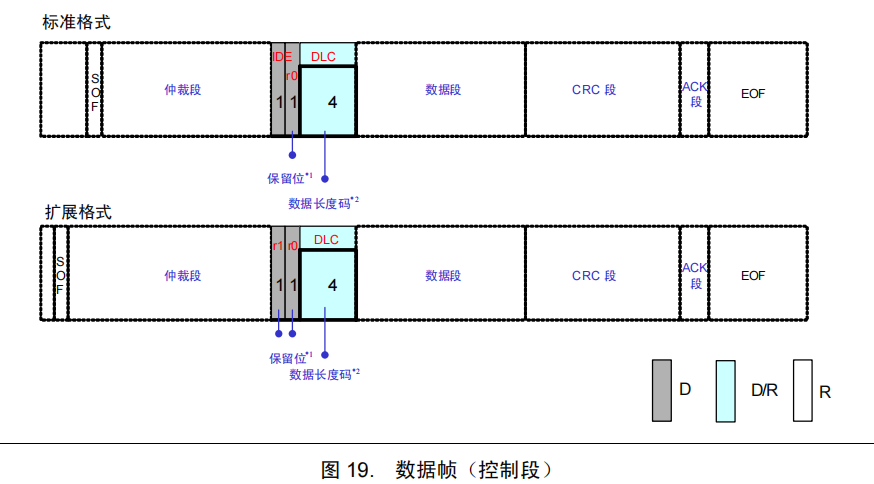 标准格式
SOF
仲裁段
IDE
r0
DLC
1
1
4
数据段
CRC 段
ACK
段
EOF
保留位*1
数据长度码*2
扩展格式
SOF
仲裁段
r1
r0
DLC
1
1
4
数据段
CRC 段
ACK
段
EOF
保留位*1
数据长度码*2
D
D/R
R
图 19. 数据帧（控制段）